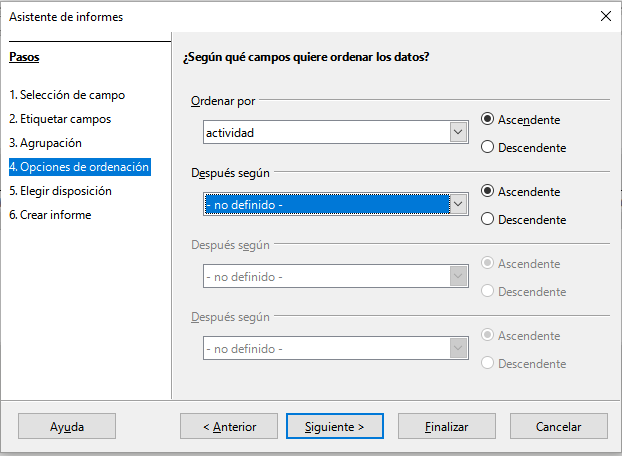 Asistente de informes
Pasos
1. Selección de campo
2. Etiquetar campos
3. Agrupación
4. Opciones de ordenación
5. Elegir disposición
6. Crear informe
¿Según qué campos quiere ordenar los datos?
Ordenar por
actividad
Ascendente
Descendente
Después según
- no definido -
Ascendente
Descendente
Después según
- no definido -
Ascendente
Descendente
Después según
- no definido -
Ascendente
Descendente
Ayuda
< Anterior
Siguiente >
Finalizar
Cancelar